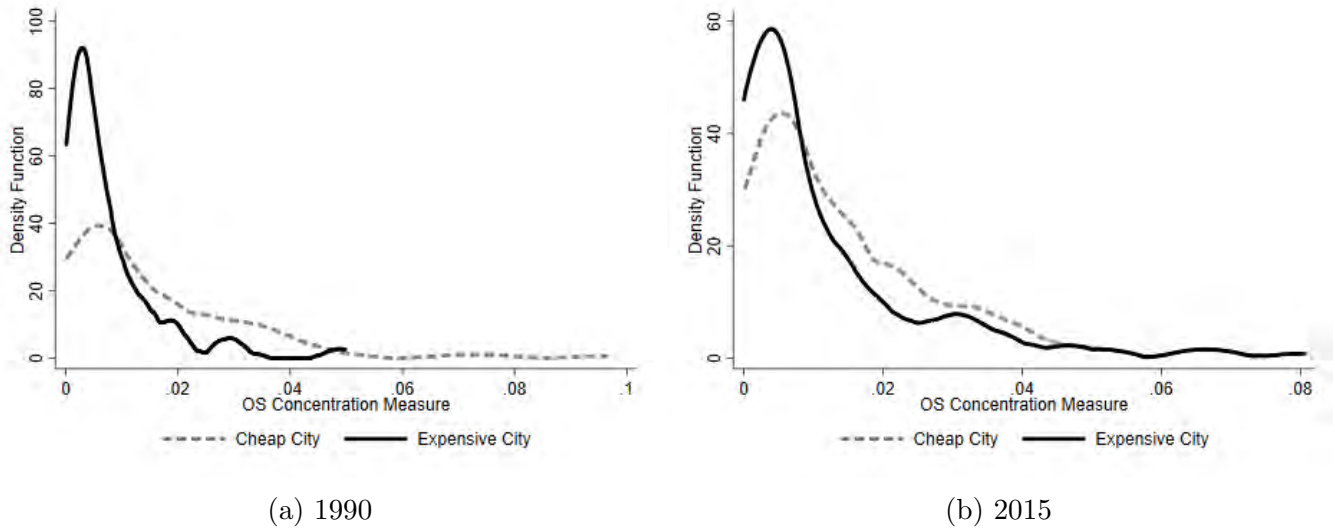 Density Function
100
80
60
40
20
0
0 .02 .04 .06 .08 .1
OS Concentration Measure
Cheap City Expensive City
(a) 1990
Density Function
60
40
20
0
0 .02 .04 .06 .08
OS Concentration Measure
Cheap City Expensive City
(b) 2015